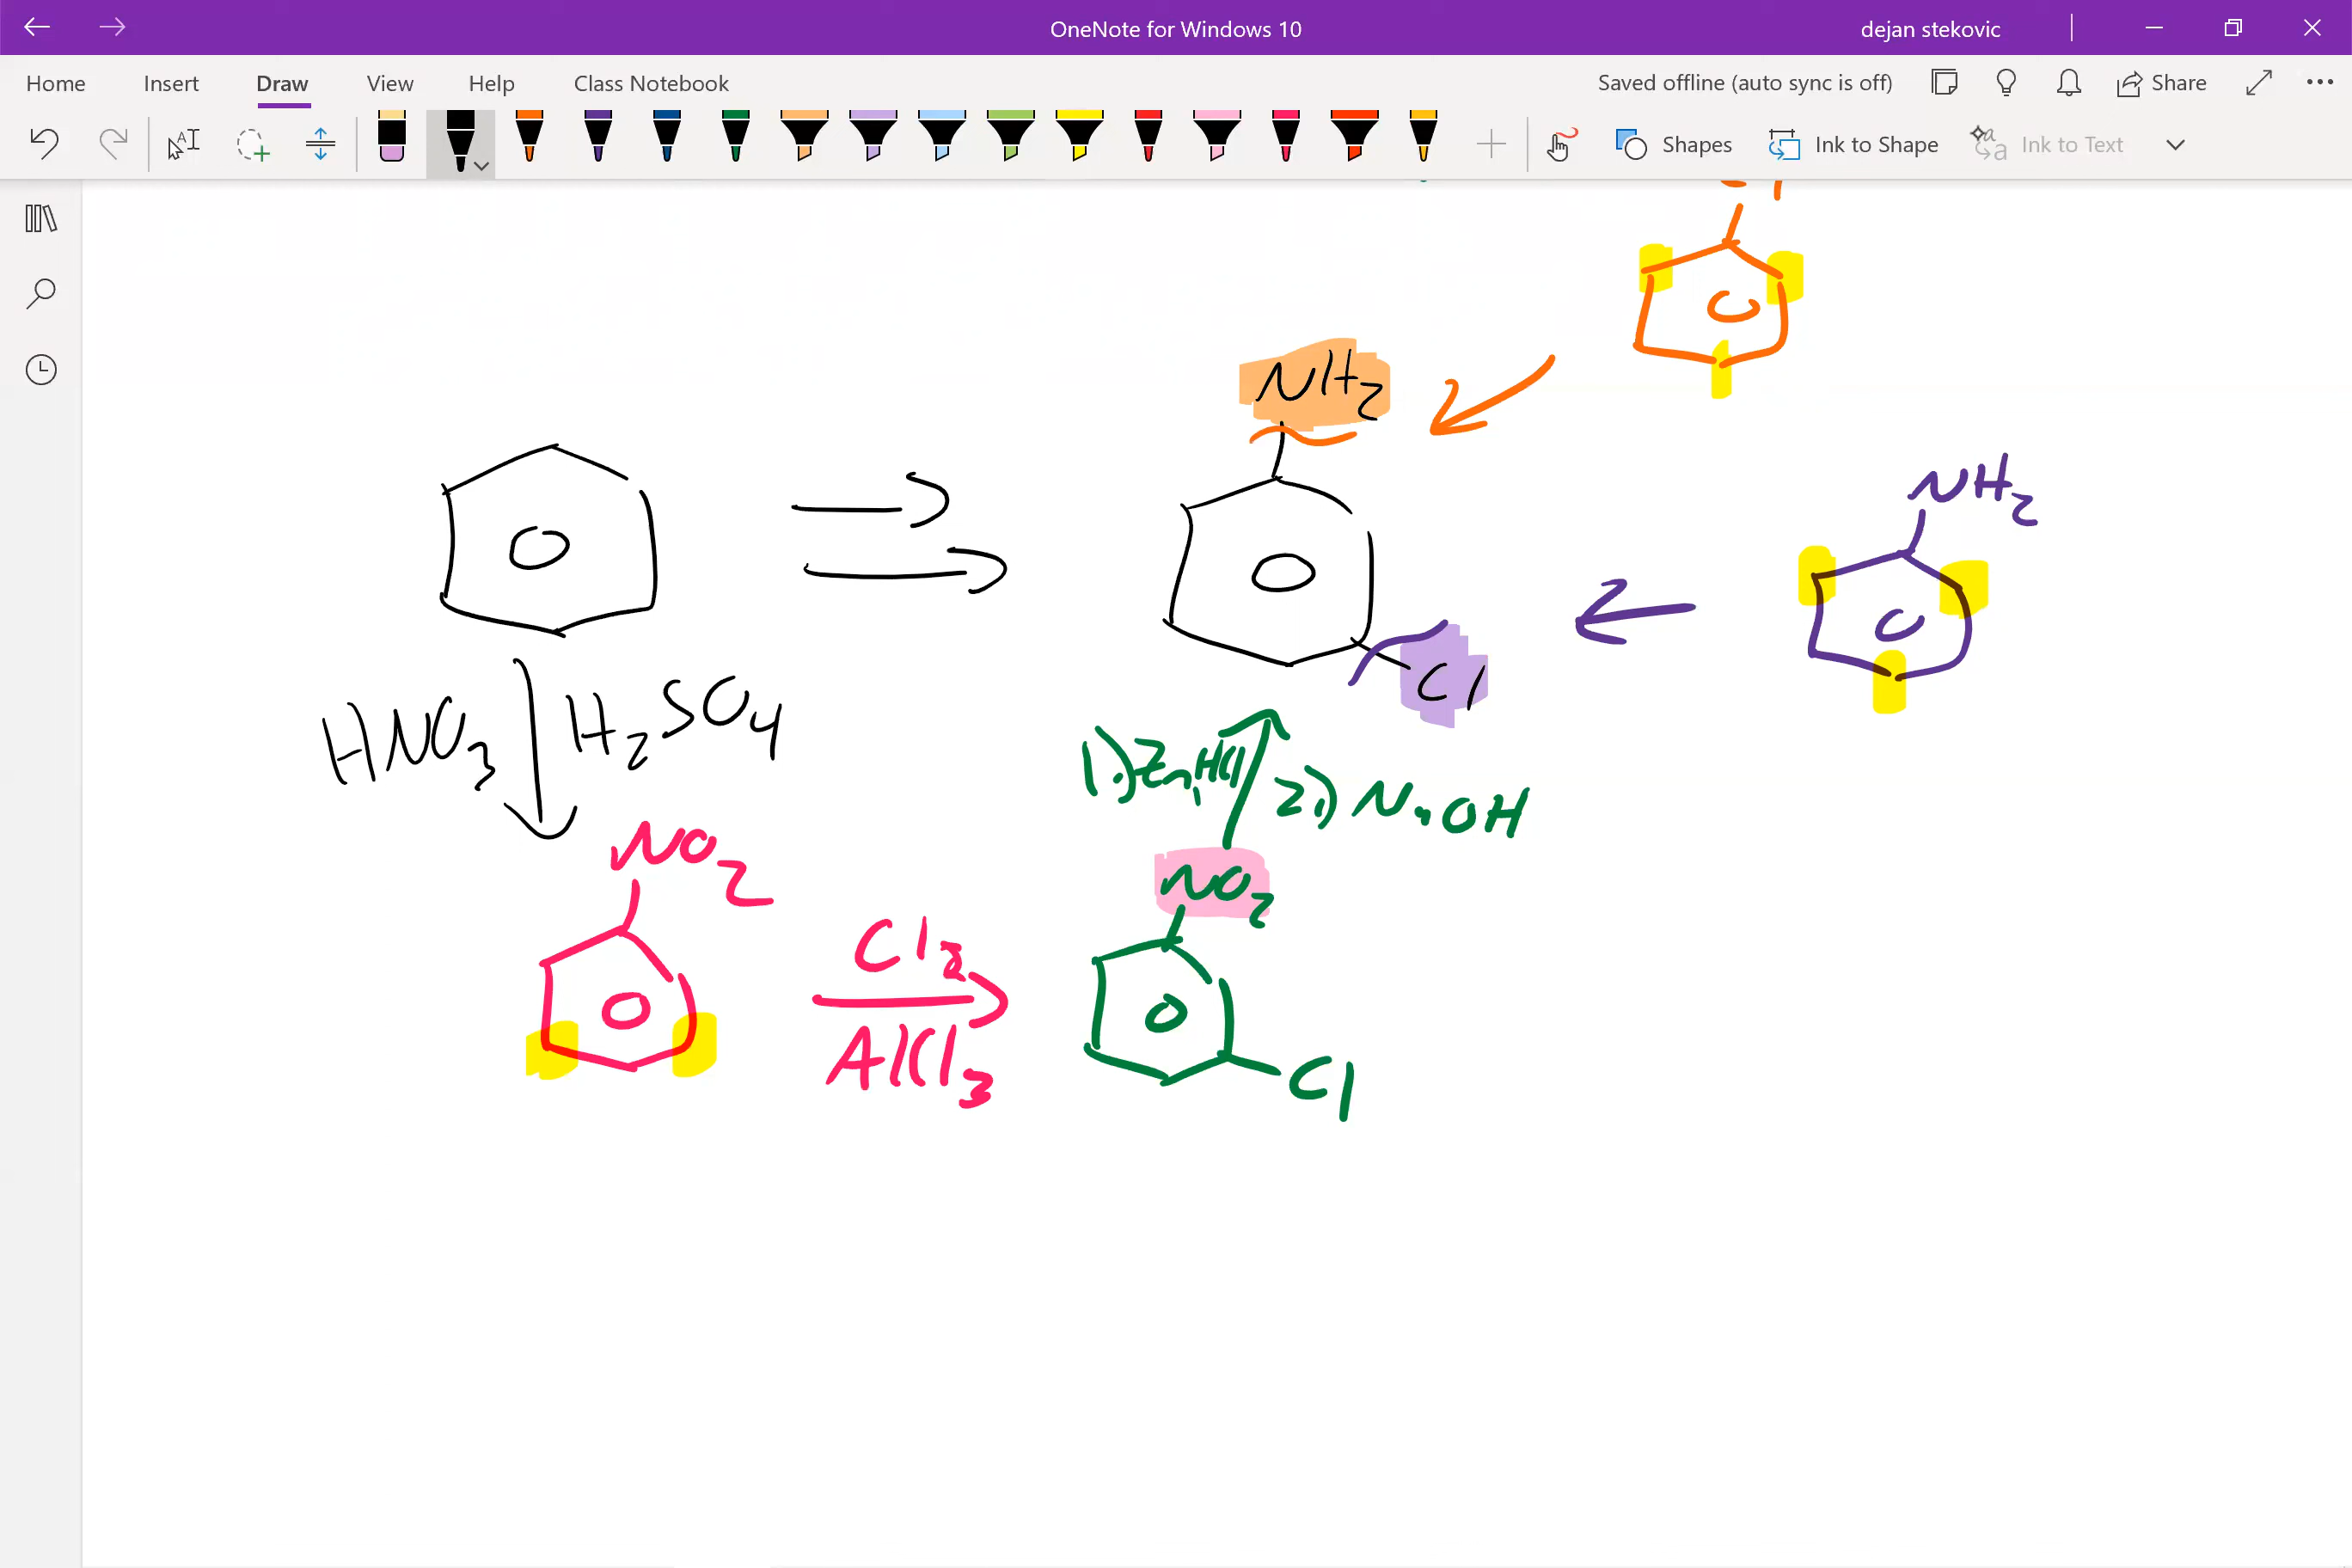 OneNote for Windows 10
dejan stekovic
Home Insert Draw View Help Class Notebook
Saved offline (auto sync is off) Share
Shapes Ink to Shape Ink to Text
NH2
NH2
Cl
HNO3 H2SO4
1.) Zn, HCl 2.) NaOH
NO2
NO2
Cl2
AlCl3
Cl